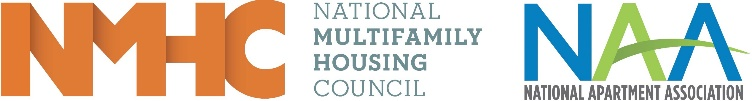 NMHC
NATIONAL
MULTIFAMILY
HOUSING
COUNCIL
NAA
NATIONAL APARTMENT ASSOCIATION